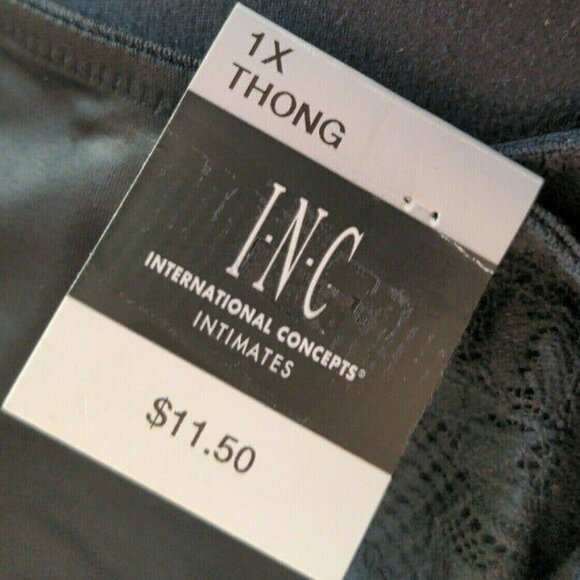 1X
THONG
I·N·C
INTERNATIONAL CONCEPTS®
INTIMATES
$11.50